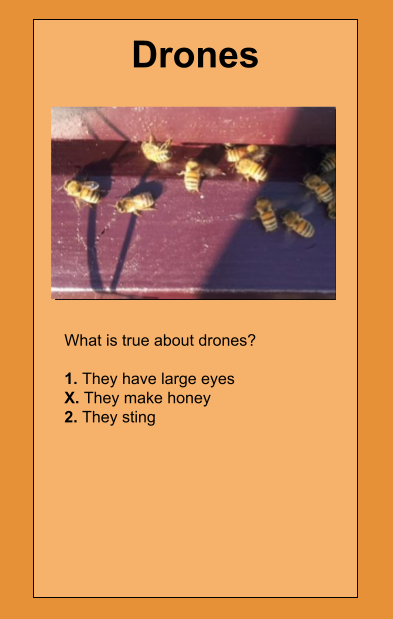 Drones
What is true about drones?
1. They have large eyes
X. They make honey
2. They sting